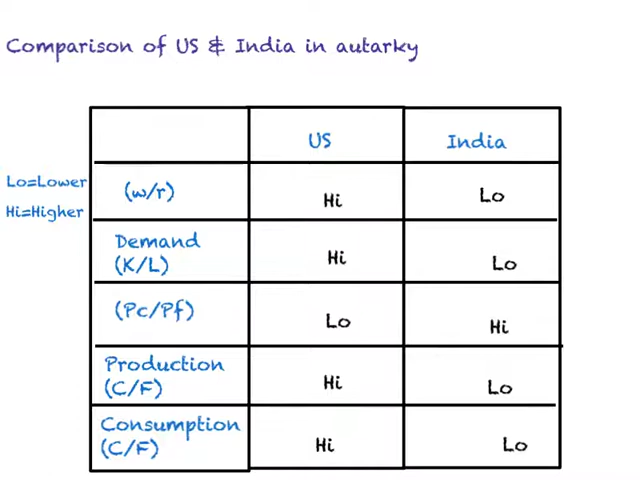 Comparison of US & India in autarky
US India
Lo=Lower
Hi=Higher
(w/r) Hi Lo
Demand
(K/L) Hi Lo
(Pc/Pf) Lo Hi
Production
(C/F) Hi Lo
Consumption
(C/F) Hi Lo